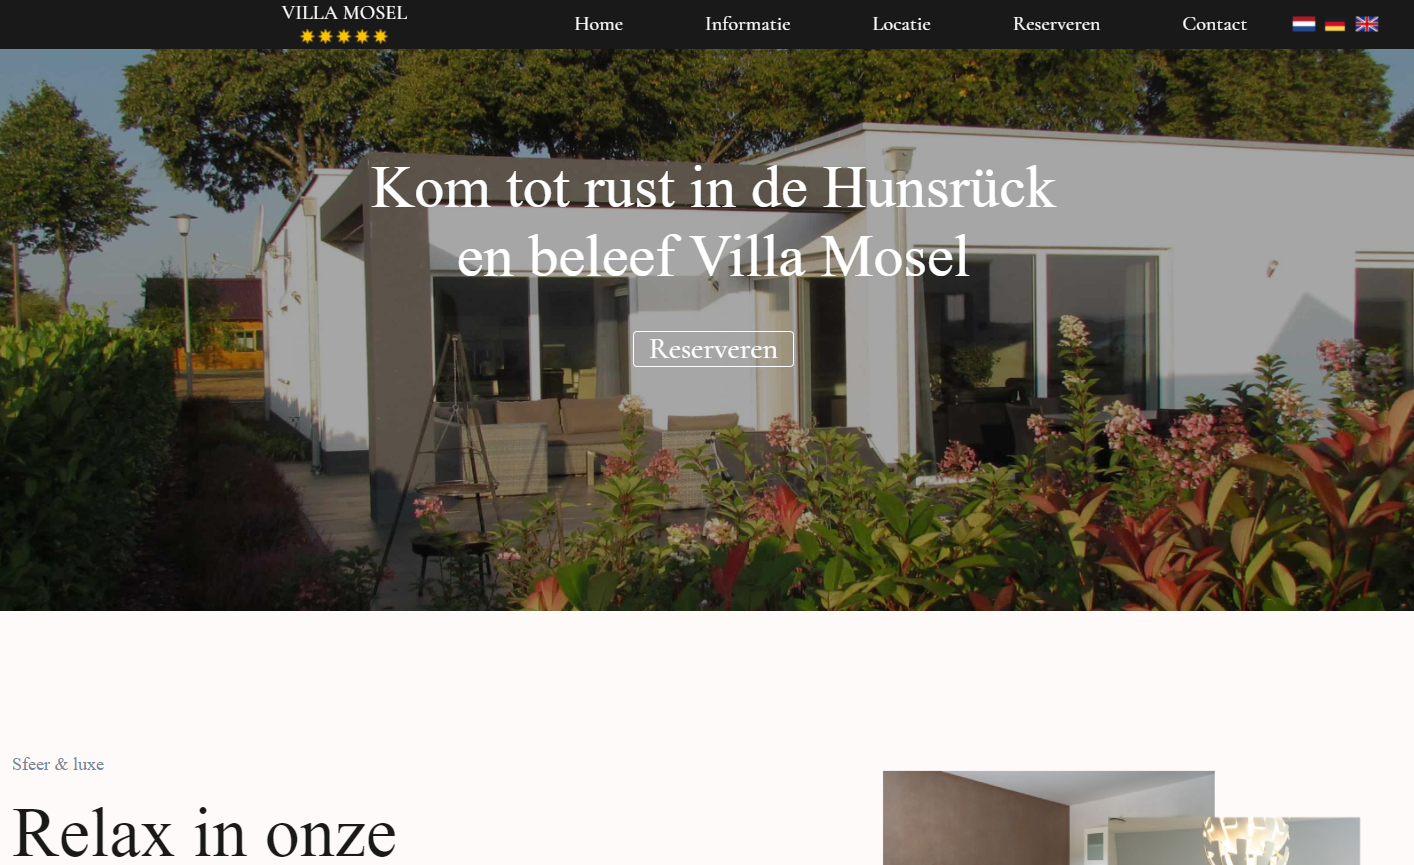 VILLA MOSEL
Home
Informatie
Locatie
Reserveren
Contact
Kom tot rust in de Hunsrück
en beleef Villa Mosel
Reserveren
Sfeer & luxe
Relax in onze